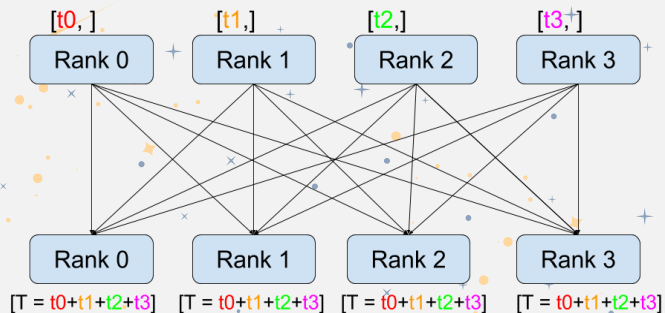 [t0, ] [t1,] [t2,] [t3,]
Rank 0 Rank 1 Rank 2 Rank 3
Rank 0 Rank 1 Rank 2 Rank 3
[T = t0+t1+t2+t3] [T = t0+t1+t2+t3] [T = t0+t1+t2+t3] [T = t0+t1+t2+t3]